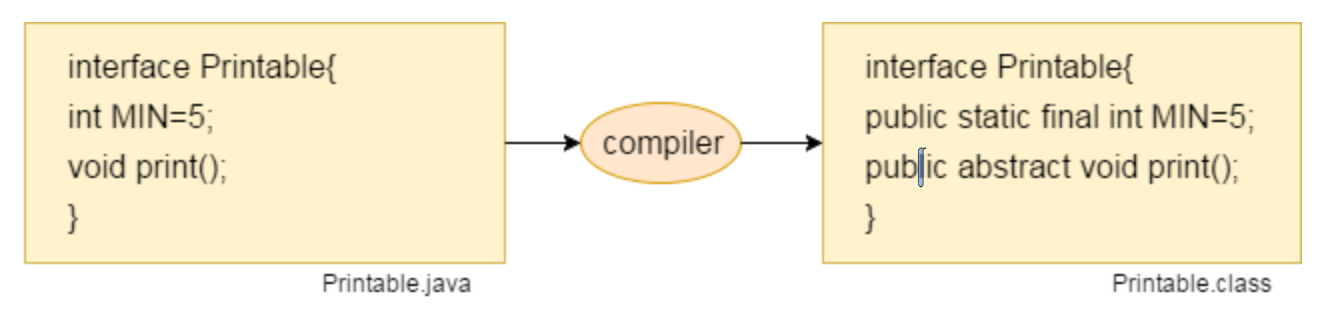 interface Printable{
int MIN=5;
void print();
}
Printable.java
compiler
interface Printable{
public static final int MIN=5;
public abstract void print();
}
Printable.class